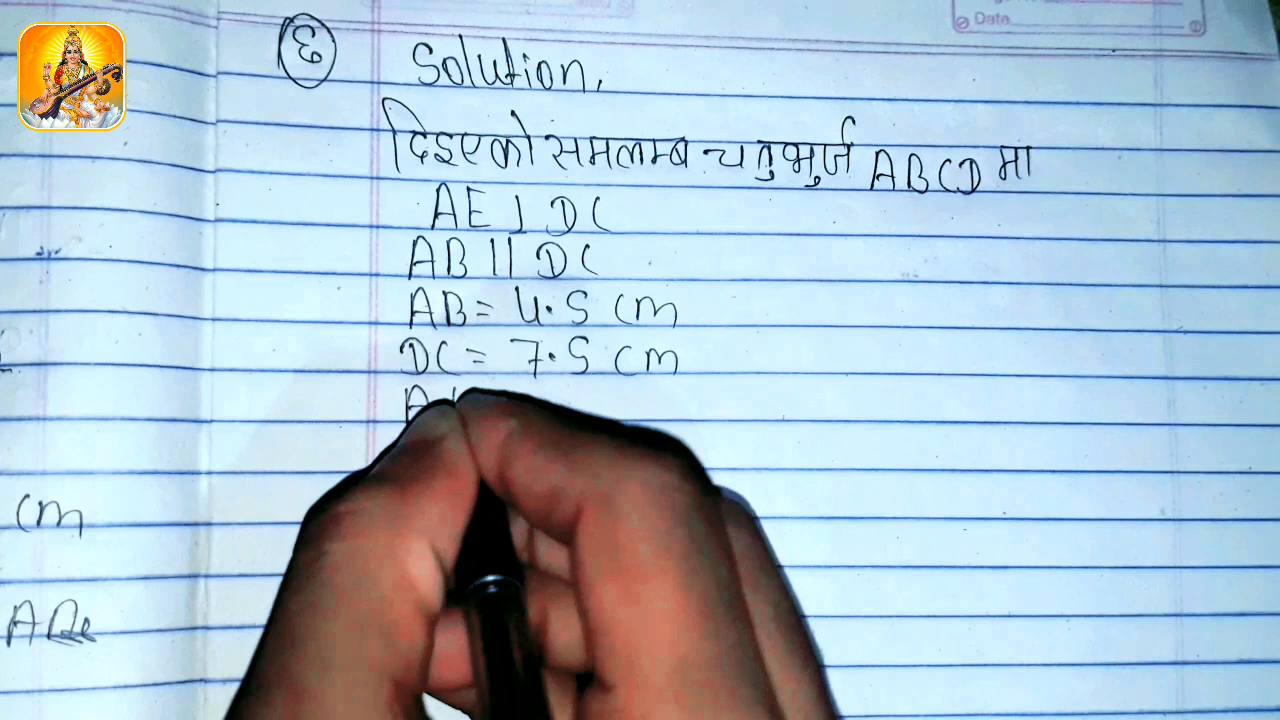 Data
६ Solution,
दिइएको समलम्ब चतुर्भुज ABCD मा
AE ⊥ DC
AB || DC
AB = 4.5 cm
DC = 7.5 cm
A
cm